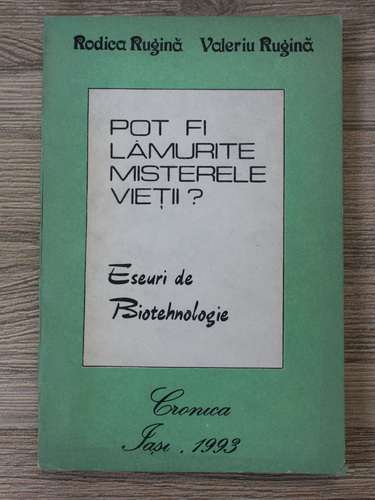 Rodica Rugină Valeriu Rugină
POT FI
LĂMURITE
MISTERELE
VIEȚII?
Eseuri de
Biotehnologie
Cronica
Iași, 1993